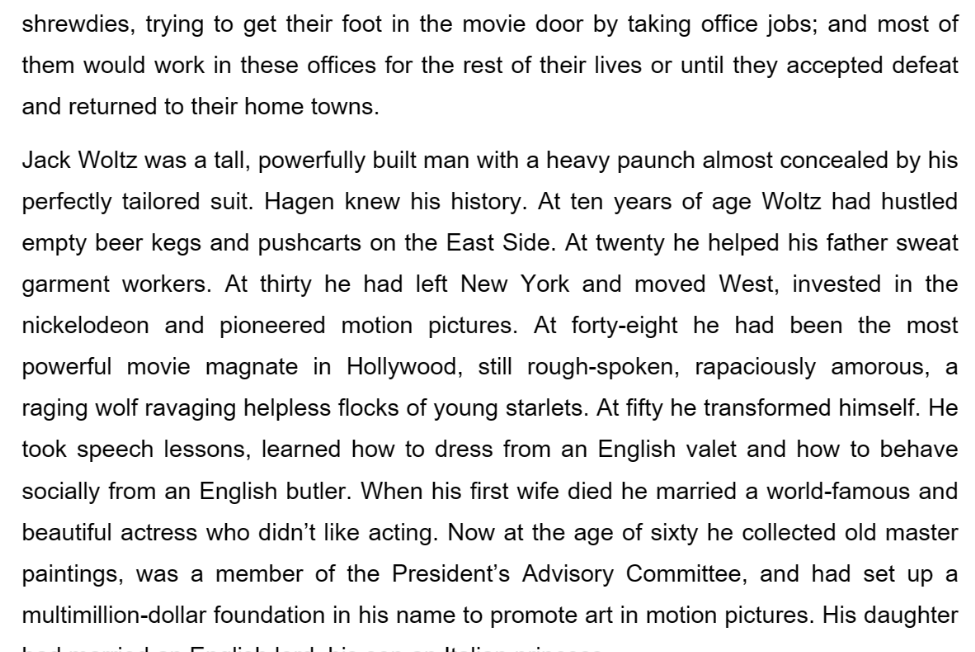 shrewdies, trying to get their foot in the movie door by taking office jobs; and most of
them would work in these offices for the rest of their lives or until they accepted defeat
and returned to their home towns.
Jack Woltz was a tall, powerfully built man with a heavy paunch almost concealed by his
perfectly tailored suit. Hagen knew his history. At ten years of age Woltz had hustled
empty beer kegs and pushcarts on the East Side. At twenty he helped his father sweat
garment workers. At thirty he had left New York and moved West, invested in the
nickelodeon and pioneered motion pictures. At forty-eight he had been the most
powerful movie magnate in Hollywood, still rough-spoken, rapaciously amorous, a
raging wolf ravaging helpless flocks of young starlets. At fifty he transformed himself. He
took speech lessons, learned how to dress from an English valet and how to behave
socially from an English butler. When his first wife died he married a world-famous and
beautiful actress who didn’t like acting. Now at the age of sixty he collected old master
paintings, was a member of the President’s Advisory Committee, and had set up a
multimillion-dollar foundation in his name to promote art in motion pictures. His daughter